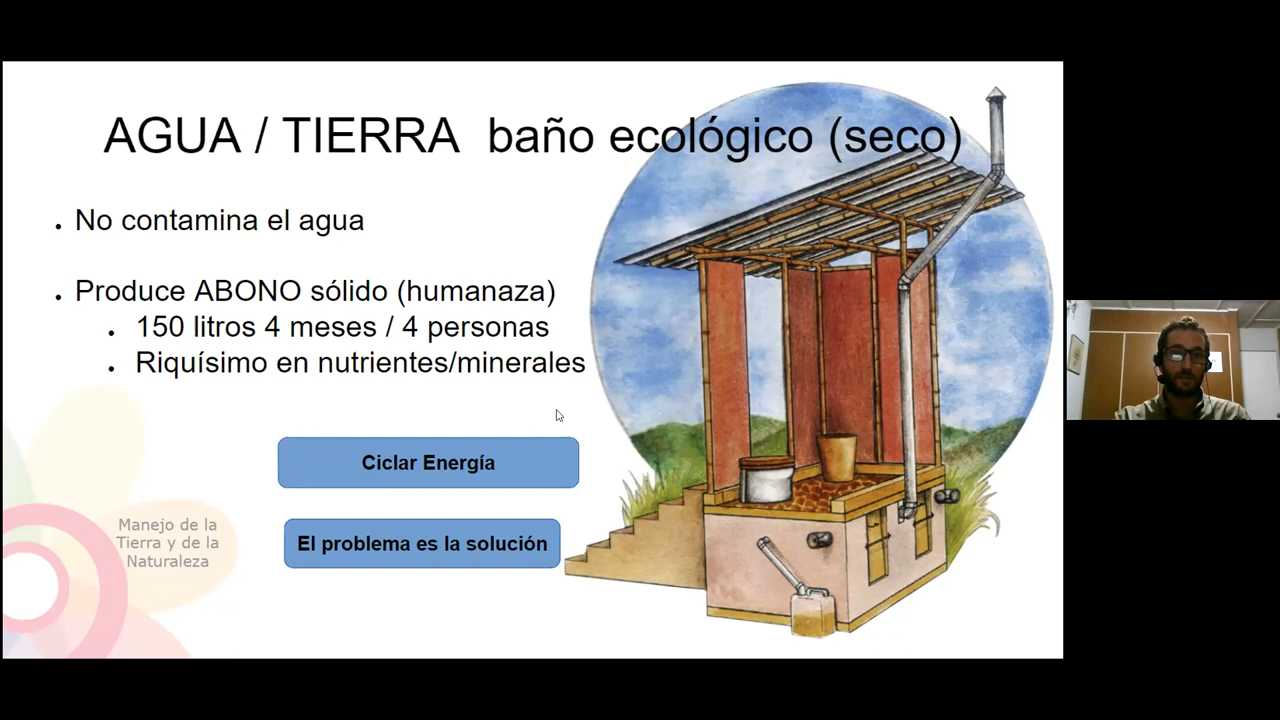 AGUA / TIERRA baño ecológico (seco)
No contamina el agua
Produce ABONO sólido (humanaza)
150 litros 4 meses / 4 personas
Riquísimo en nutrientes/minerales
Ciclar Energía
El problema es la solución
Manejo de la
Tierra y de la
Naturaleza